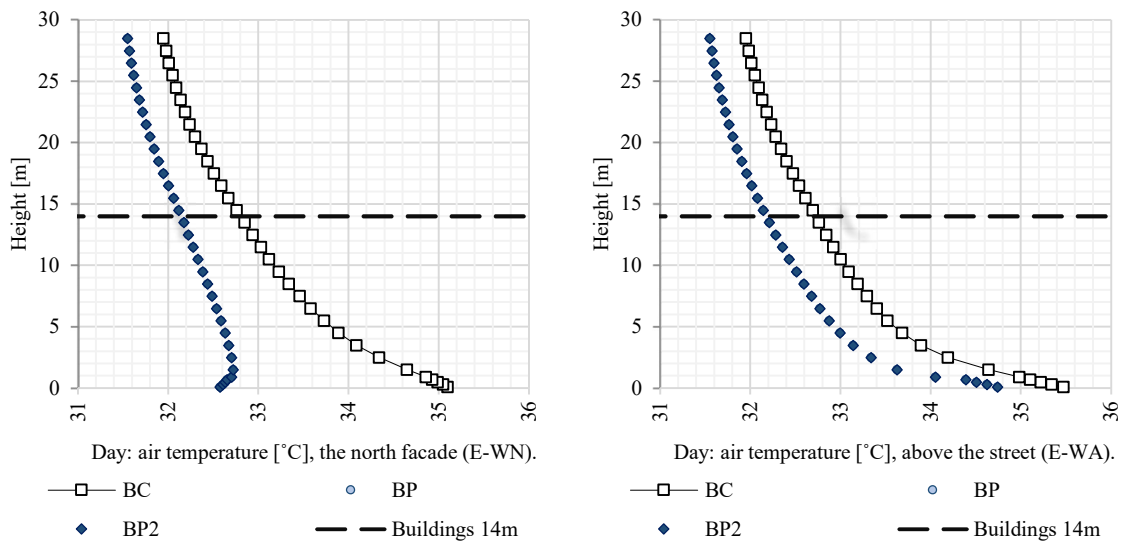 30
25
20
15
10
5
0
Height [m]
31
32
33
34
35
36
Day: air temperature [˚C], the north facade (E-WN).
BC
BP
BP2
Buildings 14m
30
25
20
15
10
5
0
Height [m]
31
32
33
34
35
36
Day: air temperature [˚C], above the street (E-WA).
BC
BP
BP2
Buildings 14m